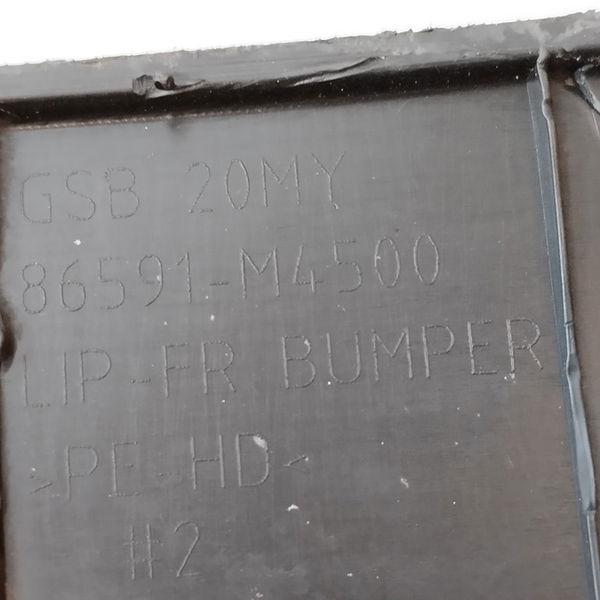 GSB 20MY
86591-M4500
LIP-FR BUMPER
>PE-HD<
#2